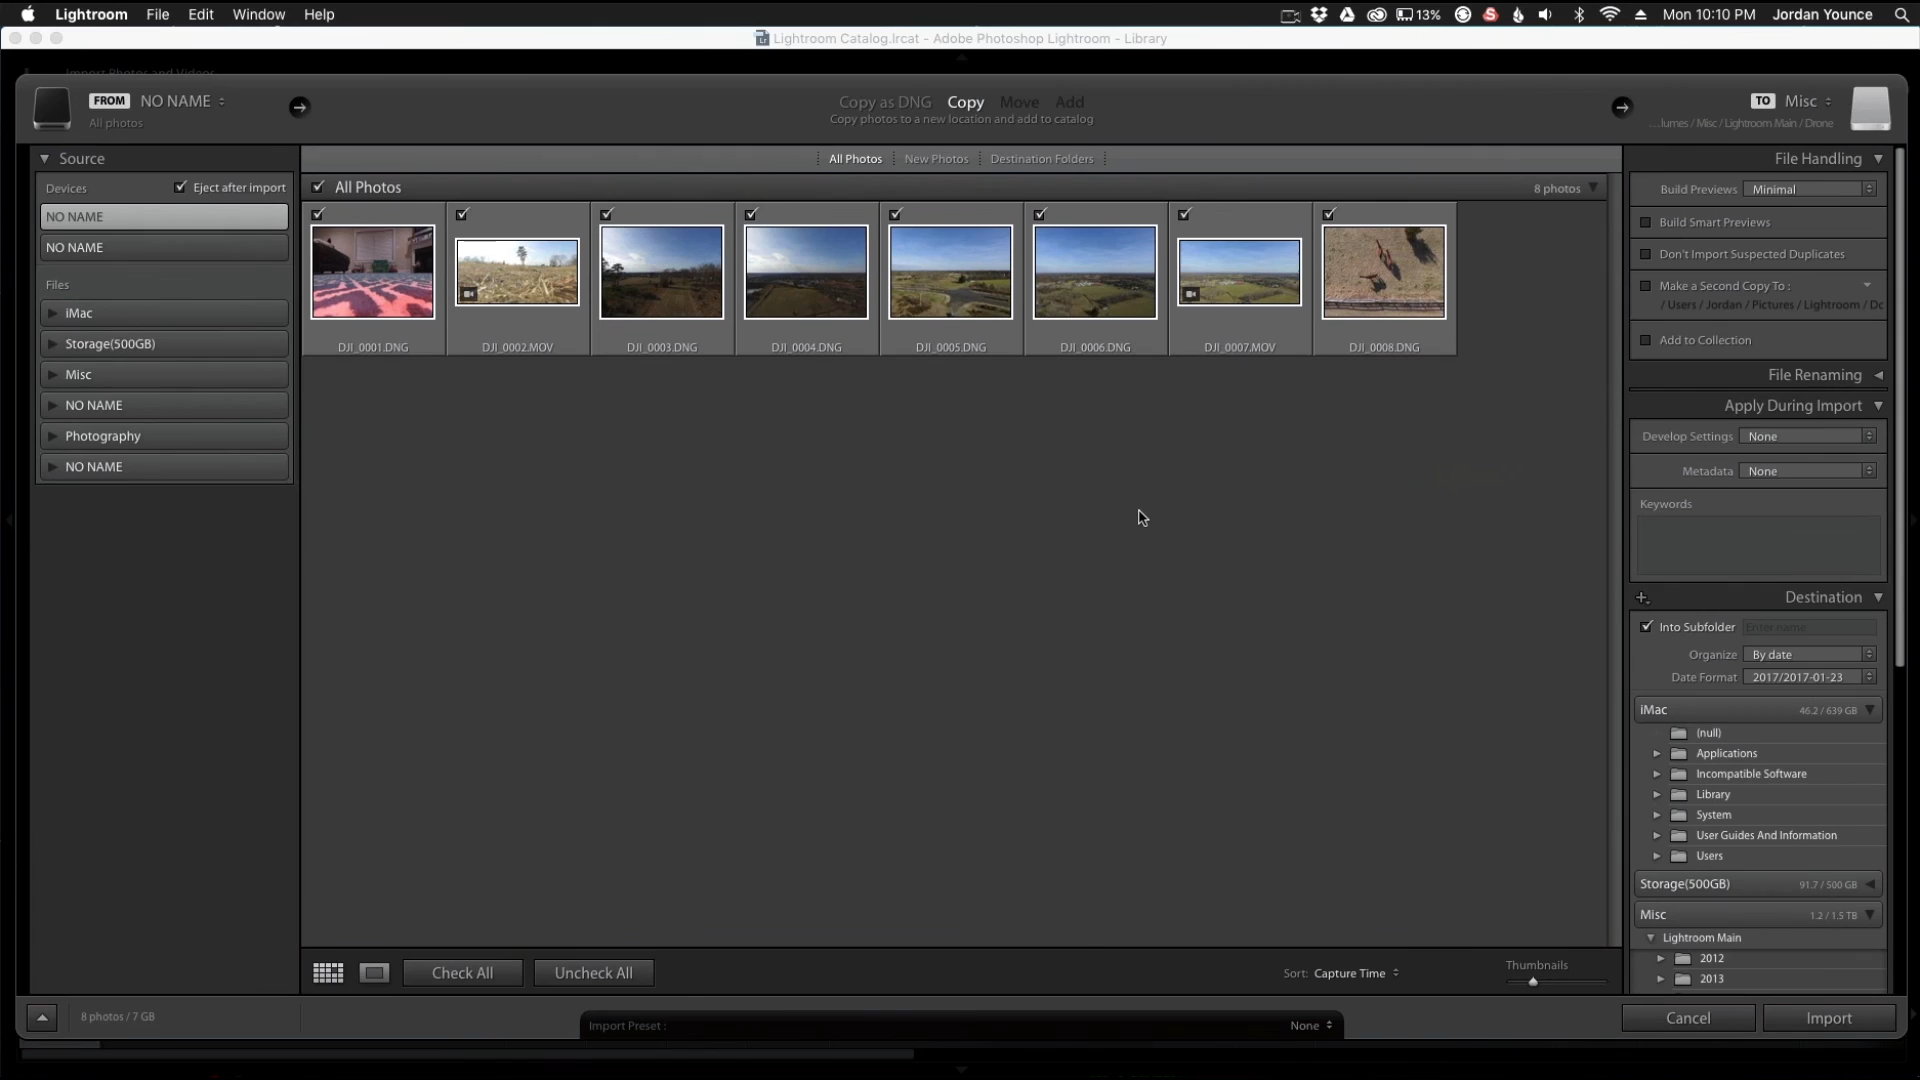 Lightroom File Edit Window Help
13% Mon 10:10 PM Jordan Younce
Lightroom Catalog.lrcat - Adobe Photoshop Lightroom - Library
Import Photos and Videos
FROM NO NAME
All photos
Copy as DNG Copy Move Add
Copy photos to a new location and add to catalog
TO Misc
...lumes / Misc / Lightroom Main / Drone
Source
Devices Eject after import
NO NAME
NO NAME
Files
iMac
Storage(500GB)
Misc
NO NAME
Photography
NO NAME
All Photos New Photos Destination Folders
All Photos 8 photos
DJI_0001.DNG DJI_0002.MOV DJI_0003.DNG DJI_0004.DNG DJI_0005.DNG DJI_0006.DNG DJI_0007.MOV DJI_0008.DNG
File Handling
Build Previews Minimal
Build Smart Previews
Don't Import Suspected Duplicates
Make a Second Copy To :
/ Users / Jordan / Pictures / Lightroom / Dc
Add to Collection
File Renaming
Apply During Import
Develop Settings None
Metadata None
Keywords
Destination
Into Subfolder Enter name
Organize By date
Date Format 2017/2017-01-23
iMac 46.2 / 639 GB
(null)
Applications
Incompatible Software
Library
System
User Guides And Information
Users
Storage(500GB) 91.7 / 500 GB
Misc 1.2 / 1.5 TB
Lightroom Main
2012
2013
Check All Uncheck All Sort: Capture Time Thumbnails
8 photos / 7 GB
Import Preset : None
Cancel Import